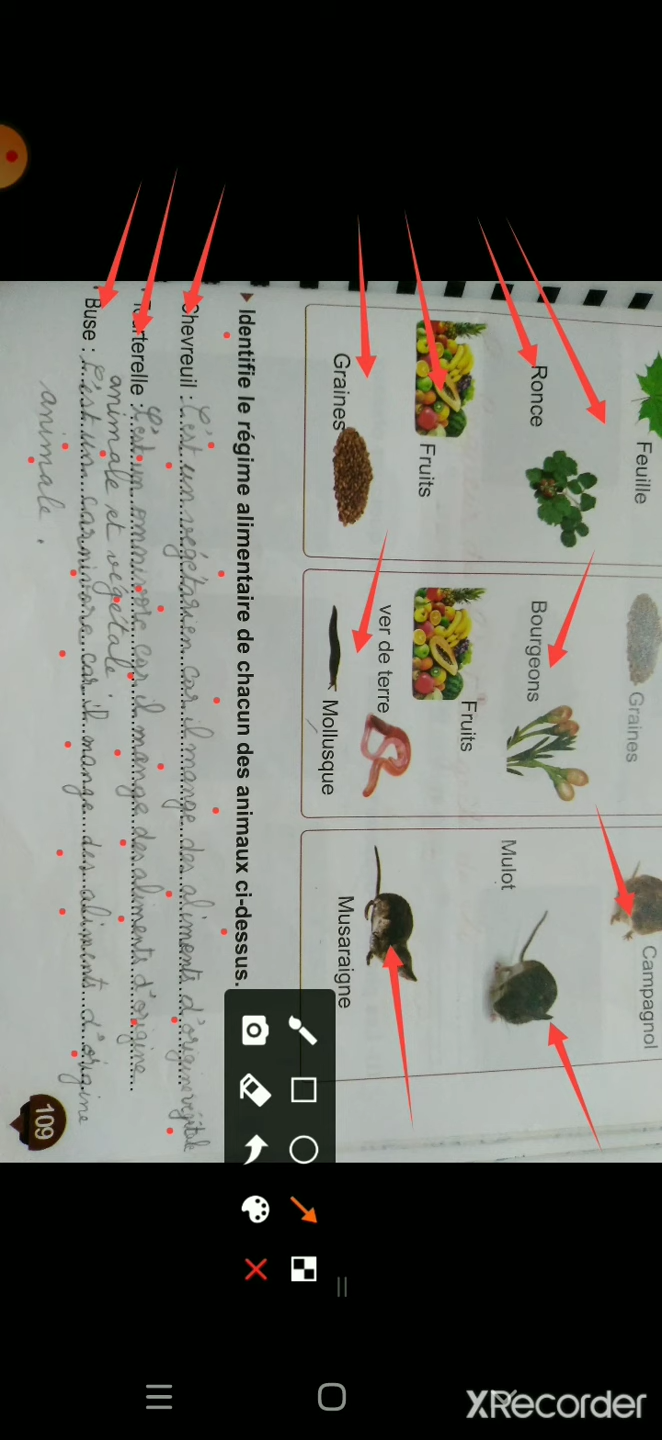 Feuille
Graines
Campagnol
Ronce
Bourgeons
Mulot
Fruits
Fruits
Graines
ver de terre
Mollusque
Musaraigne
Identifie le régime alimentaire de chacun des animaux ci-dessus.
Chevreuil : C'est un végétarien car il mange des aliments d'origine végétale
Tourterelle : C'est un omnivore car il mange des aliments d'origine
animale et végétale.
Buse : C'est un carnivore car il mange des aliments d'origine
animale.
109
XRecorder